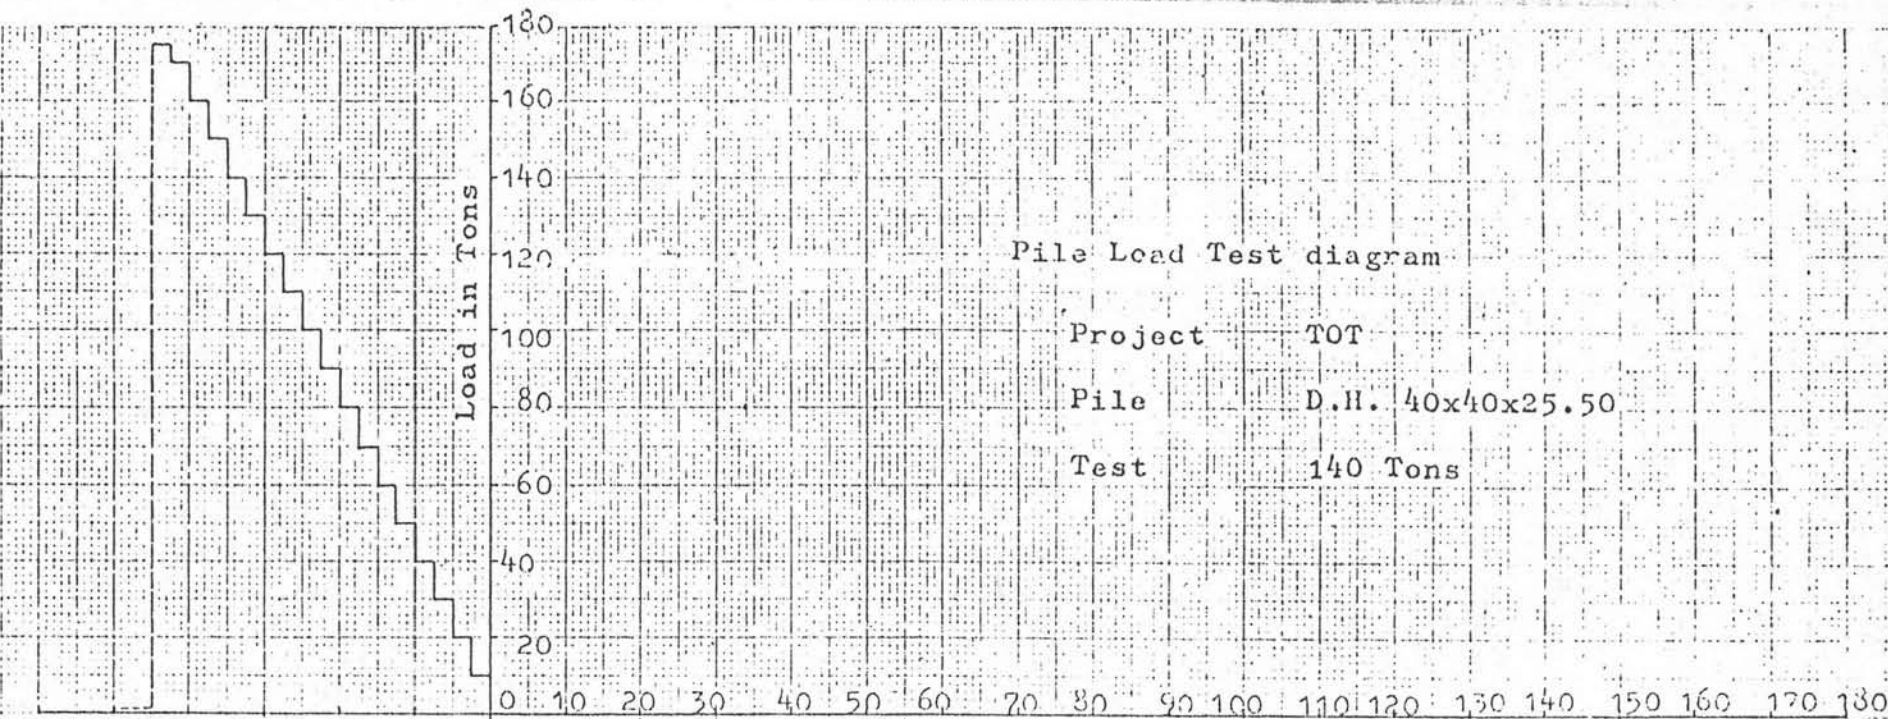 180
160
140
120
100
80
60
40
20
Load in Tons
Pile Load Test diagram
Project TOT
Pile D.H. 40x40x25.50
Test 140 Tons
0 10 20 30 40 50 60 70 80 90 100 110 120 130 140 150 160 170 180